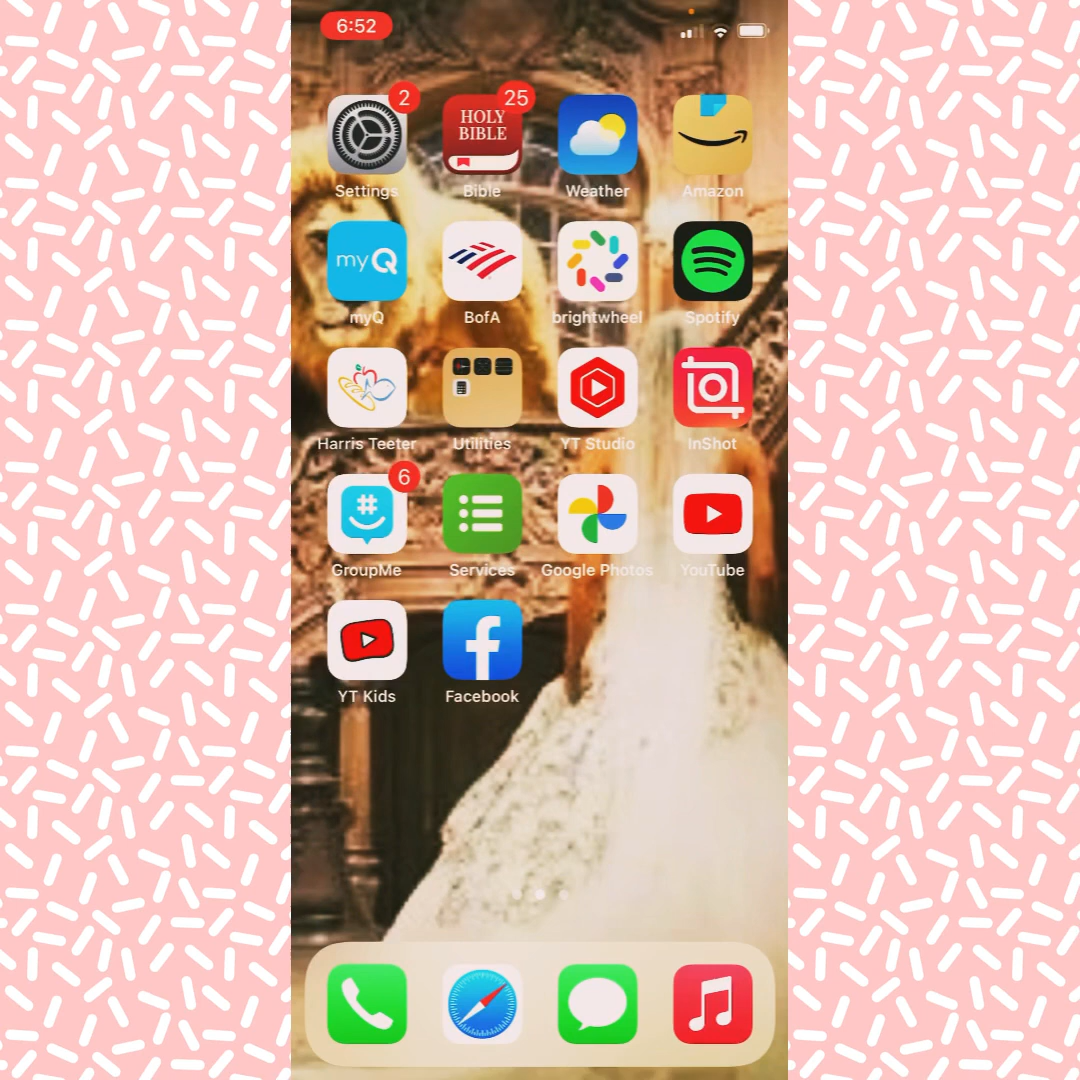 6:52
2
25
HOLY
BIBLE
Settings
Bible
Weather
Amazon
myQ
myQ
BofA
brightwheel
Spotify
Harris Teeter
Utilities
YT Studio
InShot
6
#
GroupMe
Services
Google Photos
YouTube
YT Kids
f
Facebook